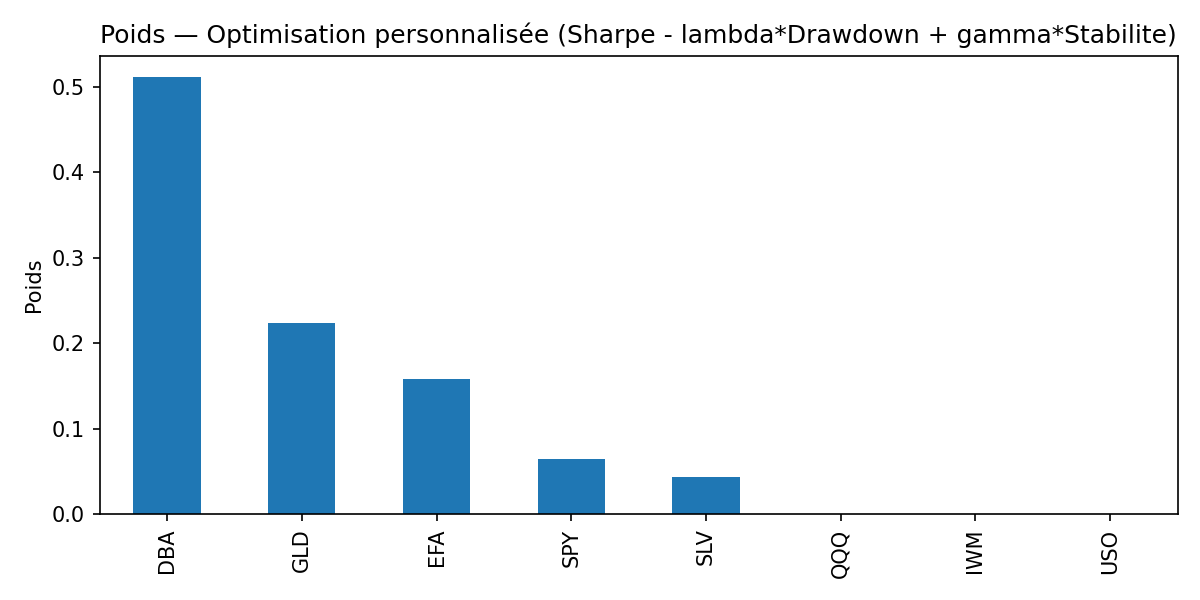 Poids — Optimisation personnalisée (Sharpe - lambda*Drawdown + gamma*Stabilite)
Poids
0.5
0.4
0.3
0.2
0.1
0.0
DBA
GLD
EFA
SPY
SLV
QQQ
IWM
USO